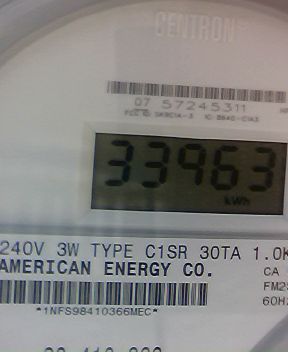 CENTRON
07 57245311
33963
kWh
240V 3W TYPE C1SR 30TA 1.0K
AMERICAN ENERGY CO.
CA
FM2S
60Hz
*1NFS98410366MEC*